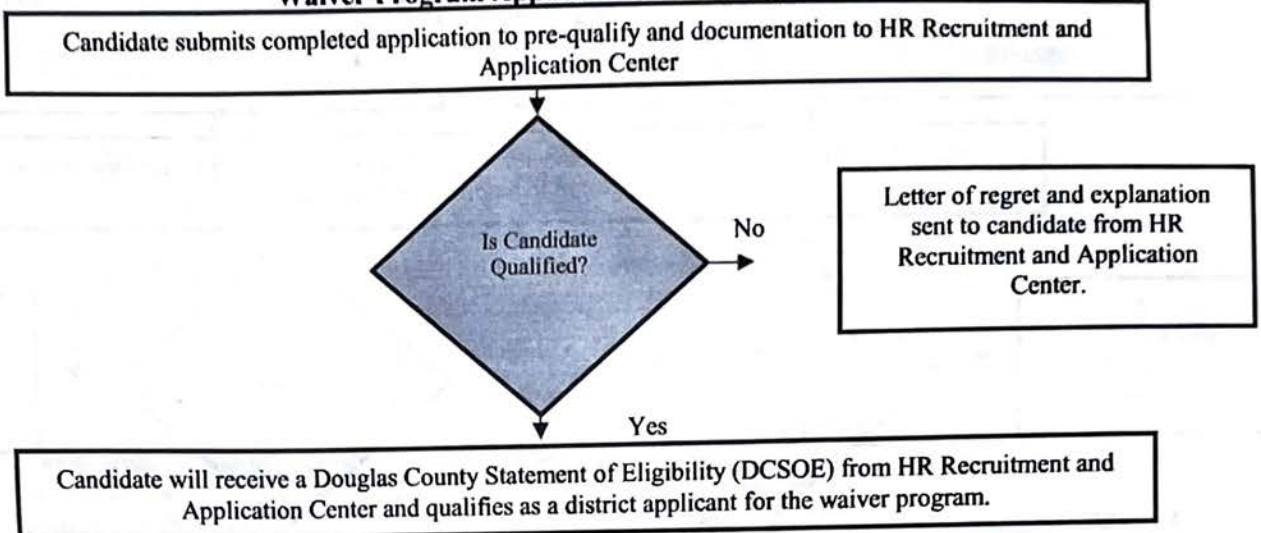 Waiver Program
Candidate submits completed application to pre-qualify and documentation to HR Recruitment and
Application Center
Is Candidate
Qualified?
No
Letter of regret and explanation
sent to candidate from HR
Recruitment and Application
Center.
Yes
Candidate will receive a Douglas County Statement of Eligibility (DCSOE) from HR Recruitment and
Application Center and qualifies as a district applicant for the waiver program.